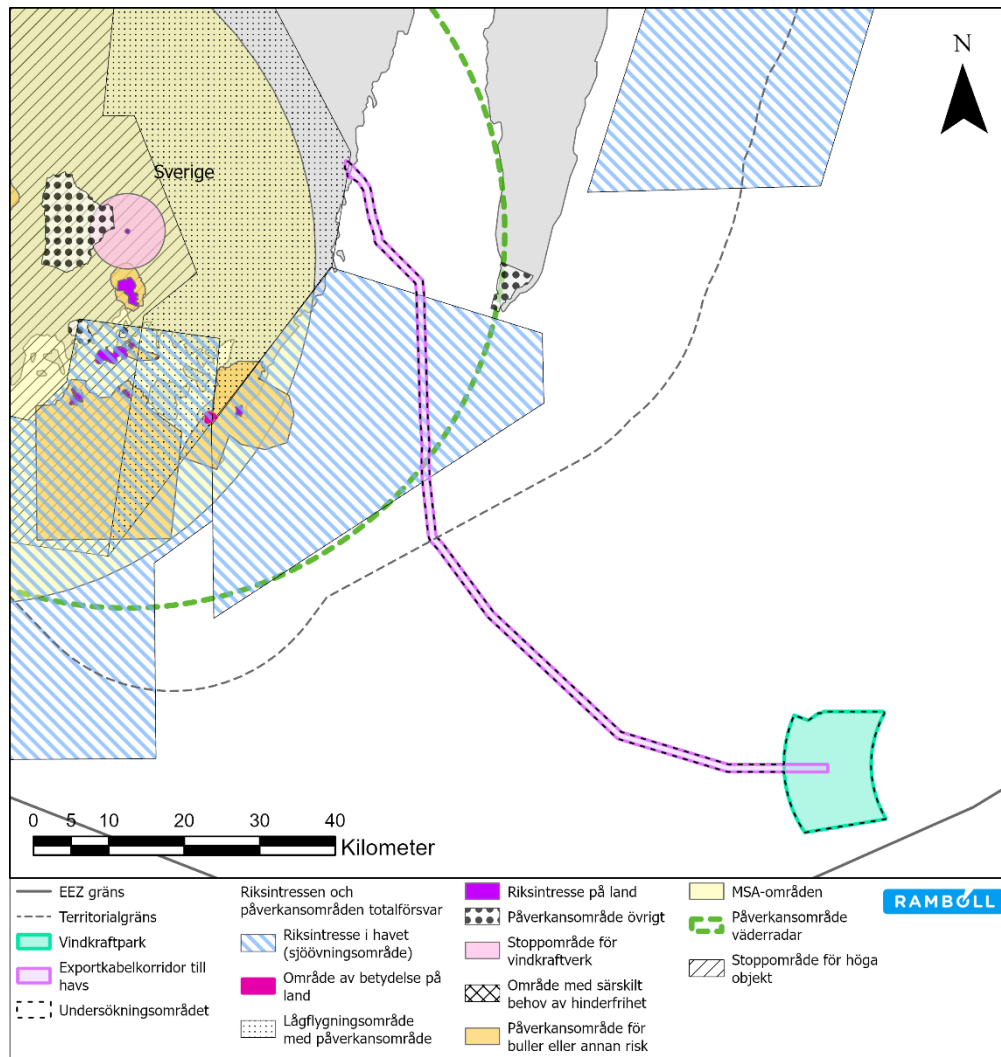 N
Sverige
0 5 10 20 30 40
Kilometer
EEZ gräns
Territorialgräns
Vindkraftpark
Exportkabelkorridor till
havs
Undersökningsområdet
Riksintressen och
påverkansområden totalförsvar
Riksintresse i havet
(sjöövningsområde)
Område av betydelse på
land
Lågflygningsområde
med påverkansområde
Riksintresse på land
Påverkansområde övrigt
Stoppområde för
vindkraftverk
Område med särskilt
behov av hinderfrihet
Påverkansområde för
buller eller annan risk
MSA-områden
Påverkansområde
väderradar
Stoppområde för höga
objekt
RAMBOLL